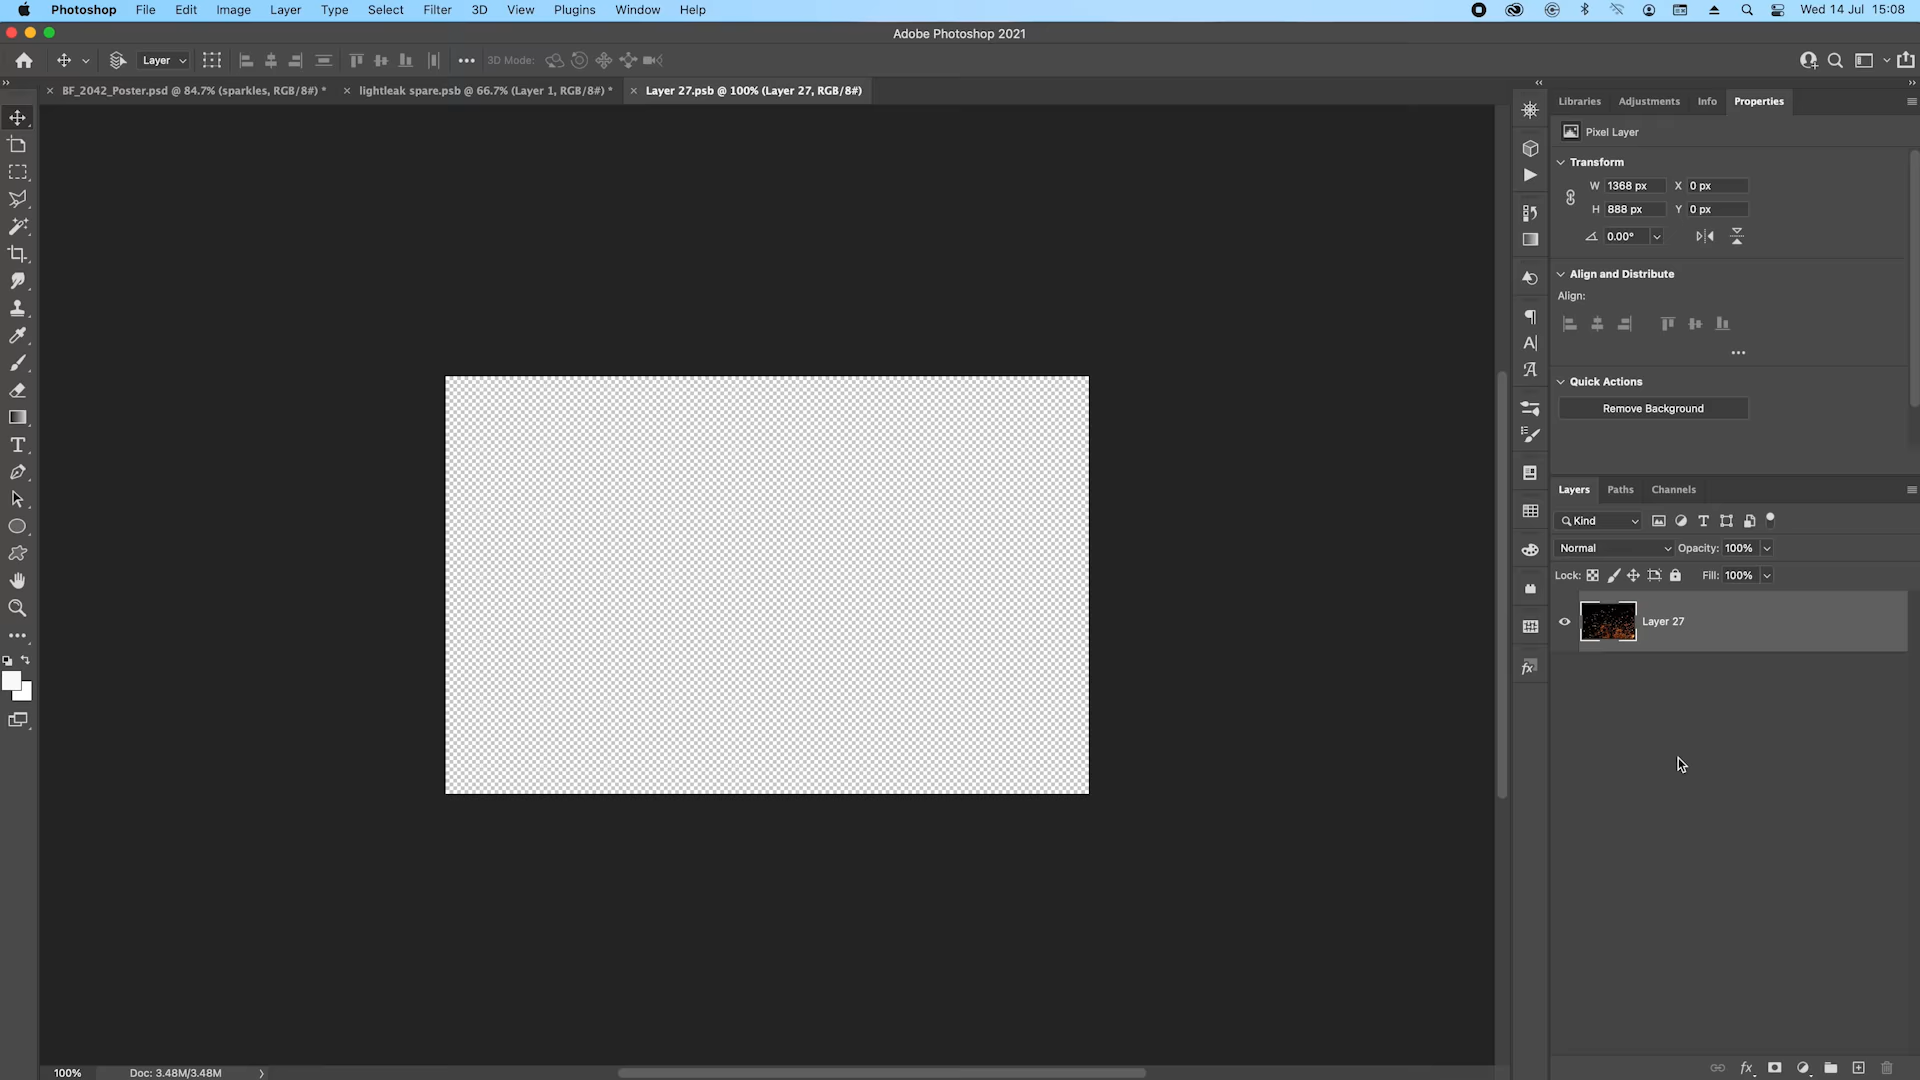 Photoshop File Edit Image Layer Type Select Filter 3D View Plugins Window Help Wed 14 Jul 15:08
Adobe Photoshop 2021
Layer 3D Mode:
BF_2042_Poster.psd @ 84.7% (sparkles, RGB/8#) * lightleak spare.psb @ 66.7% (Layer 1, RGB/8#) * Layer 27.psb @ 100% (Layer 27, RGB/8#)
Libraries Adjustments Info Properties
Pixel Layer
Transform
W 1368 px X 0 px
H 888 px Y 0 px
0.00°
Align and Distribute
Align:
Quick Actions
Remove Background
Layers Paths Channels
Kind
Normal Opacity: 100%
Lock: Fill: 100%
Layer 27
100% Doc: 3.48M/3.48M